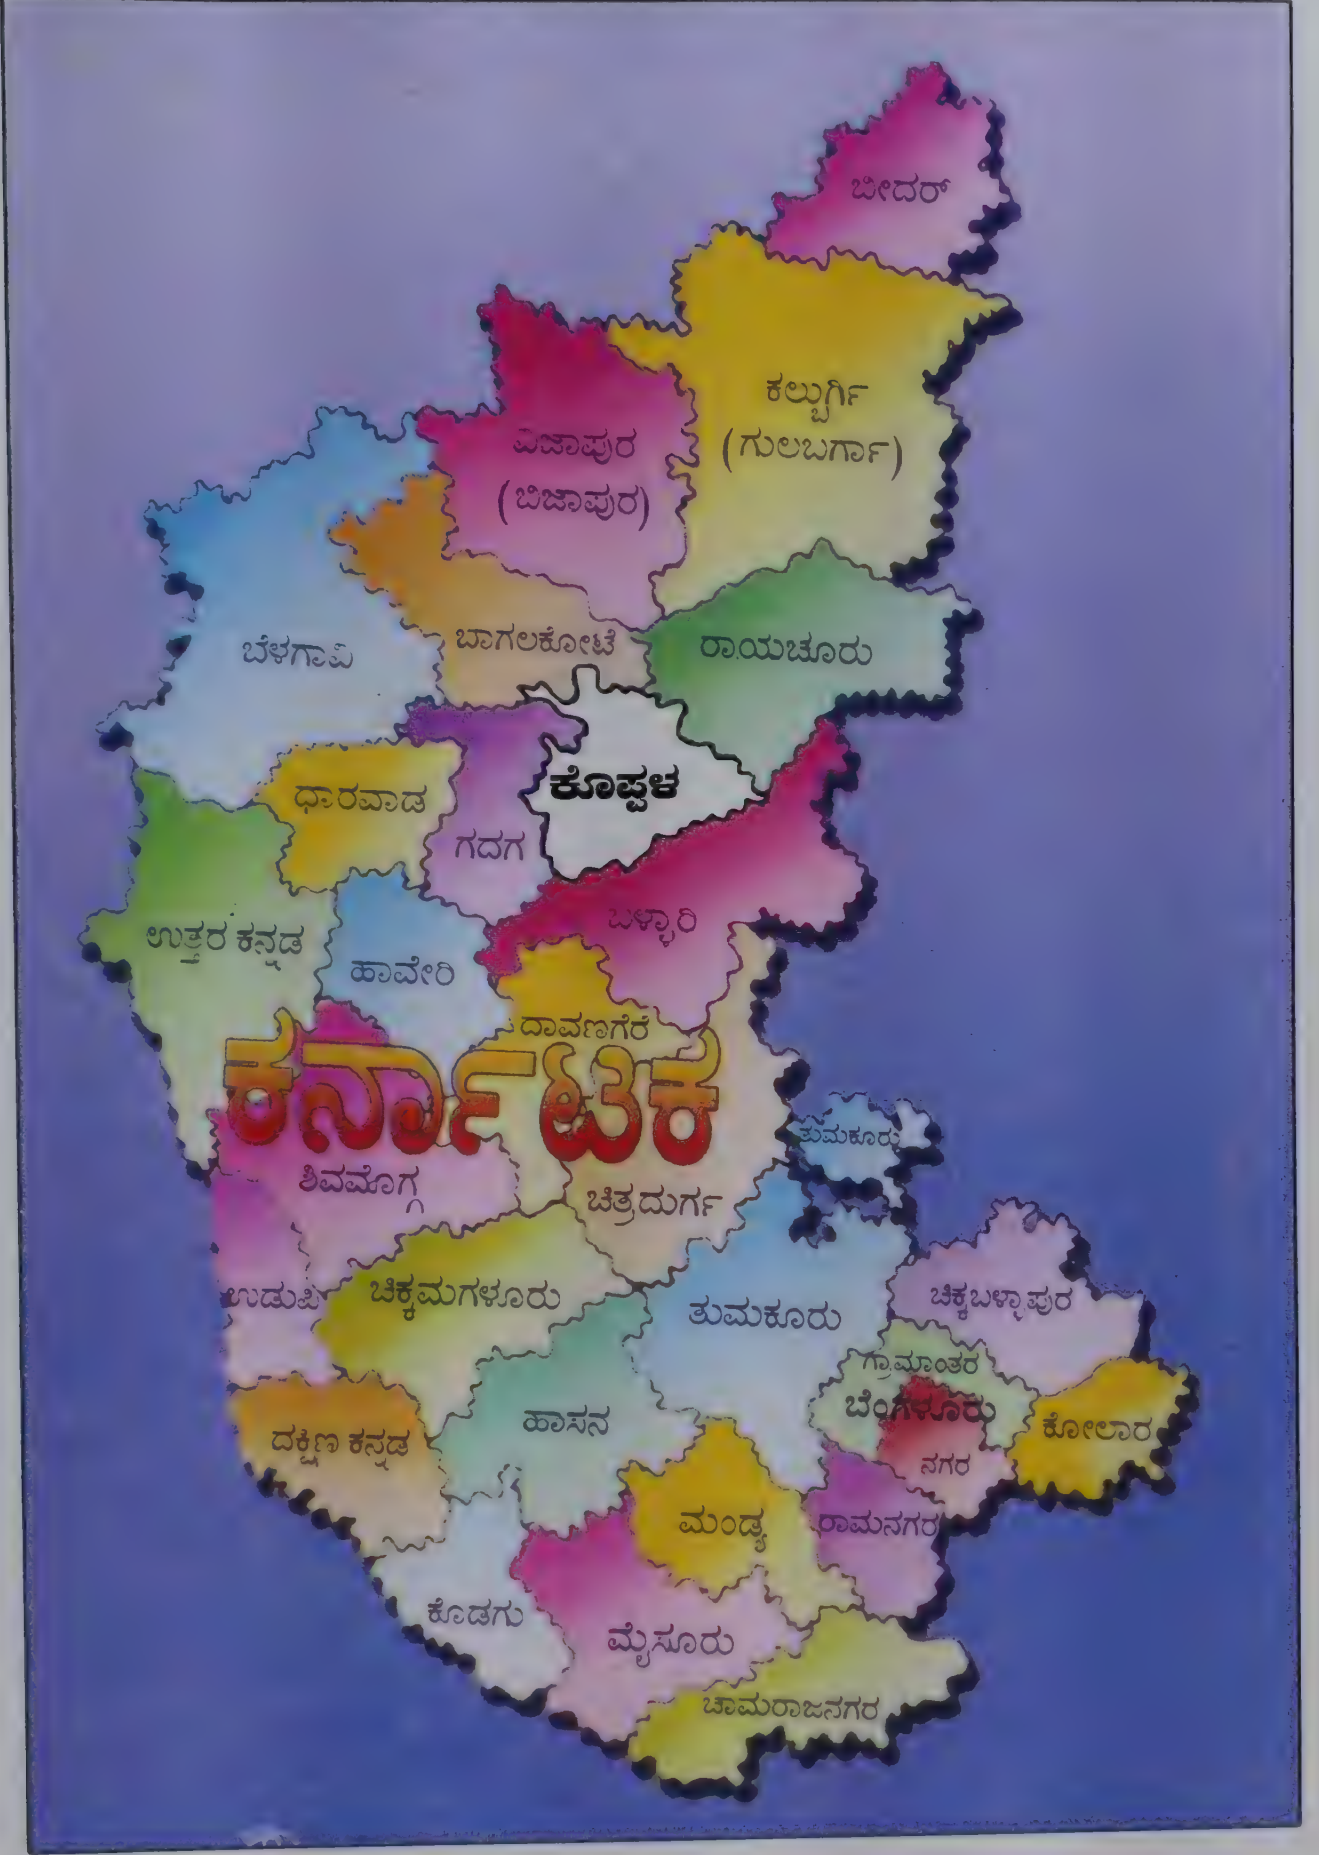 ಬೀದರ್
ಕಲ್ಬುರ್ಗಿ
(ಗುಲಬರ್ಗಾ)
ವಿಜಾಪುರ
(ಬಿಜಾಪುರ)
ಬೆಳಗಾವಿ
ಬಾಗಲಕೋಟೆ
ರಾಯಚೂರು
ಧಾರವಾಡ
ಗದಗ
ಕೊಪ್ಪಳ
ಉತ್ತರ ಕನ್ನಡ
ಹಾವೇರಿ
ಬಳ್ಳಾರಿ
ದಾವಣಗೆರೆ
ಕರ್ನಾಟಕ
ತುಮಕೂರು
ಶಿವಮೊಗ್ಗ
ಚಿತ್ರದುರ್ಗ
ಉಡುಪಿ
ಚಿಕ್ಕಮಗಳೂರು
ತುಮಕೂರು
ಚಿಕ್ಕಬಳ್ಳಾಪುರ
ಗ್ರಾಮಾಂತರ
ಬೆಂಗಳೂರು
ನಗರ
ಕೋಲಾರ
ದಕ್ಷಿಣ ಕನ್ನಡ
ಹಾಸನ
ಮಂಡ್ಯ
ರಾಮನಗರ
ಕೊಡಗು
ಮೈಸೂರು
ಚಾಮರಾಜನಗರ